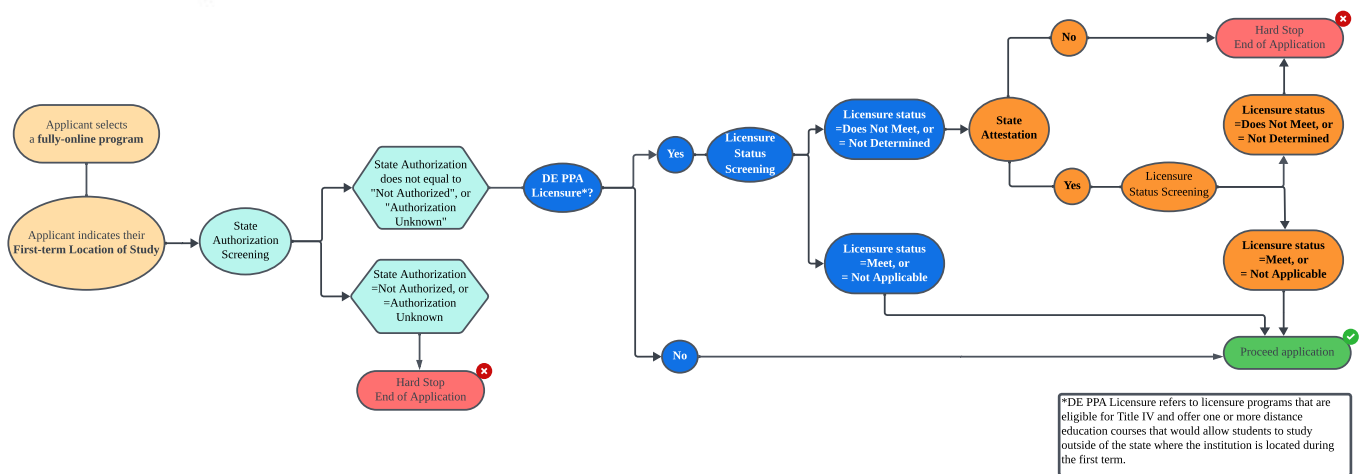 Applicant selects
a fully-online program
Applicant indicates their
First-term Location of Study
State
Authorization
Screening
State Authorization
does not equal to
"Not Authorized", or
"Authorization
Unknown"
State Authorization
=Not Authorized, or
=Authorization
Unknown
Hard Stop
End of Application
DE PPA
Licensure*?
Yes
No
Licensure
Status
Screening
Licensure status
=Does Not Meet, or
= Not Determined
Licensure status
=Meet, or
= Not Applicable
State
Attestation
No
Yes
Licensure
Status Screening
Hard Stop
End of Application
Licensure status
=Does Not Meet, or
= Not Determined
Licensure status
=Meet, or
= Not Applicable
Proceed application
*DE PPA Licensure refers to licensure programs that are
eligible for Title IV and offer one or more distance
education courses that would allow students to study
outside of the state where the institution is located during
the first term.